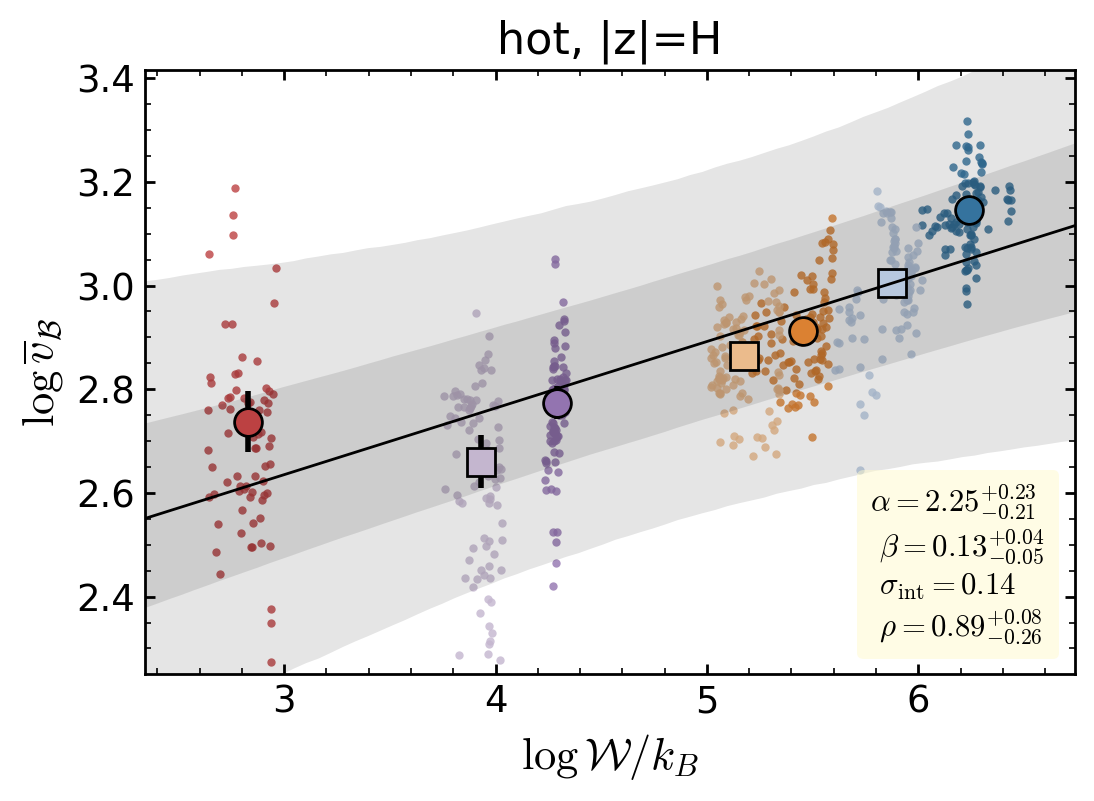 hot, |z|=H
3.4
3.2
3.0
2.8
2.6
2.4
log v̅_ℬ
α = 2.25^{+0.23}_{-0.21}
β = 0.13^{+0.04}_{-0.05}
σ_int = 0.14
ρ = 0.89^{+0.08}_{-0.26}
3 4 5 6
log 𝒲/k_B